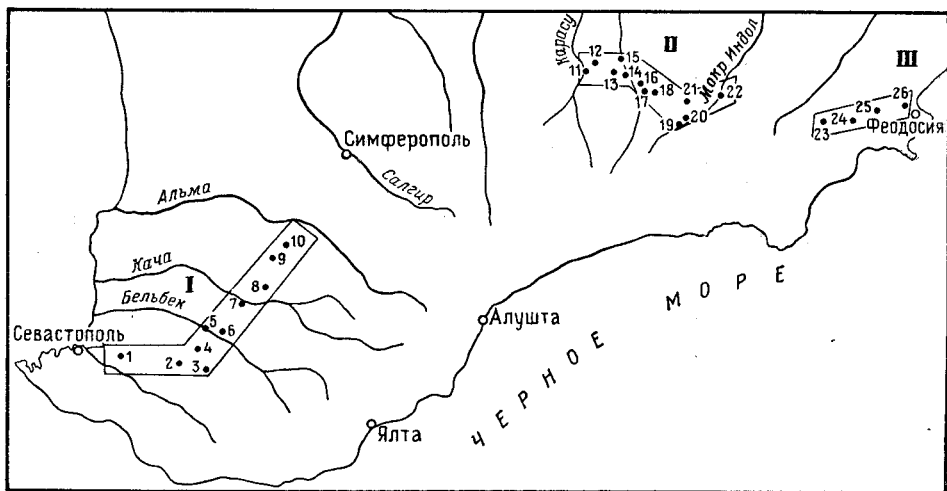 Карасу
12
11
13
15
14
16
17
18
II
Мокр Индол
21
22
19
20
III
26
25
24
23
Феодосия
Симферополь
Салгир
Альма
10
9
8
Кача
I
7
Бельбек
5
6
Севастополь
1
2
4
3
Алушта
Ялта
ЧЕРНОЕ МОРЕ